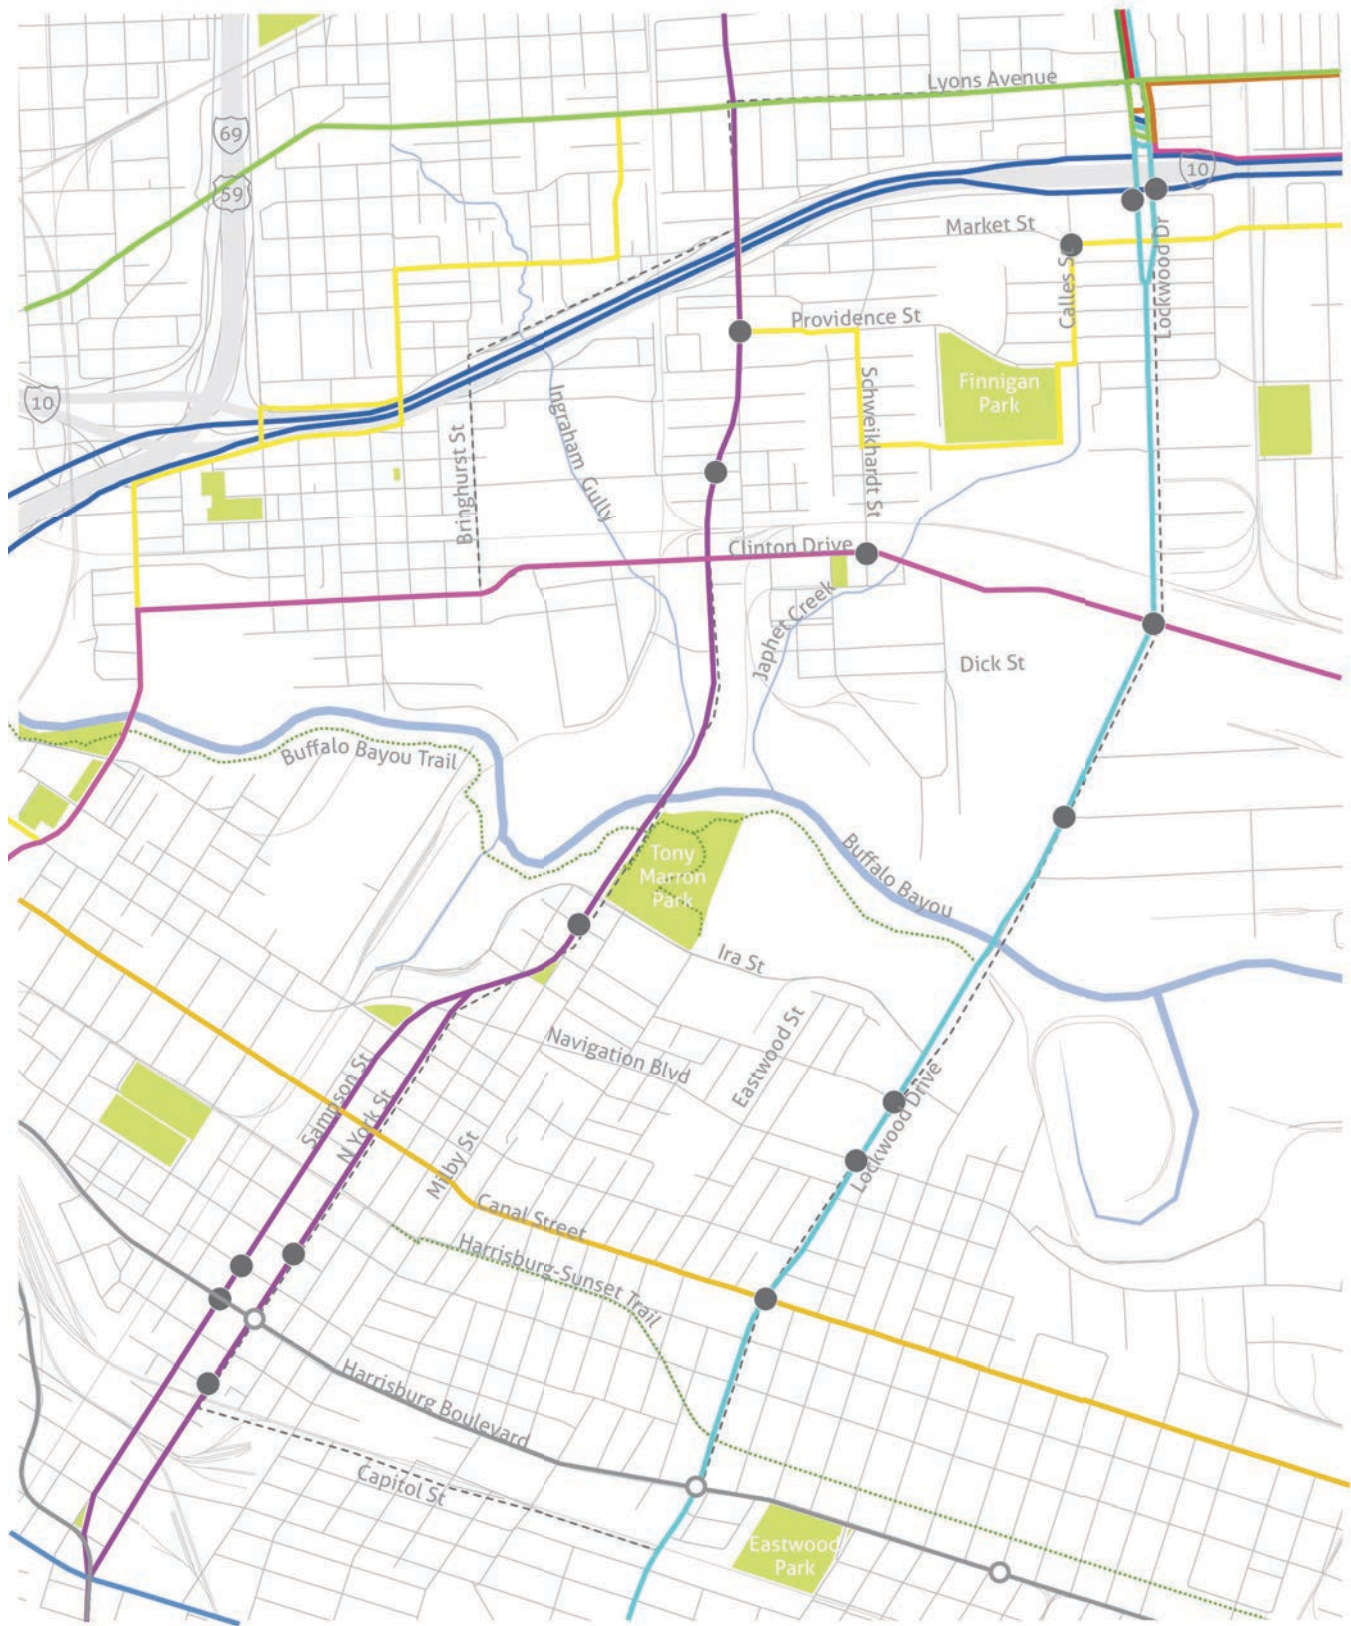 Lyons Avenue
69
59
10
Market St
Lockwood Dr
Calles St
Providence St
Finnigan
Park
10
Schweikhardt St
Ingraham Gully
Bringhurst St
Clinton Drive
Japher Creek
Dick St
Buffalo Bayou Trail
Tony
Marron
Park
Buffalo Bayou
Ira St
Eastwood St
Navigation Blvd
Sampson St
N York St
Milby St
Lockwood Drive
Canal Street
Harrisburg-Sunset Trail
Harrisburg Boulevard
Capitol St
Eastwood
Park